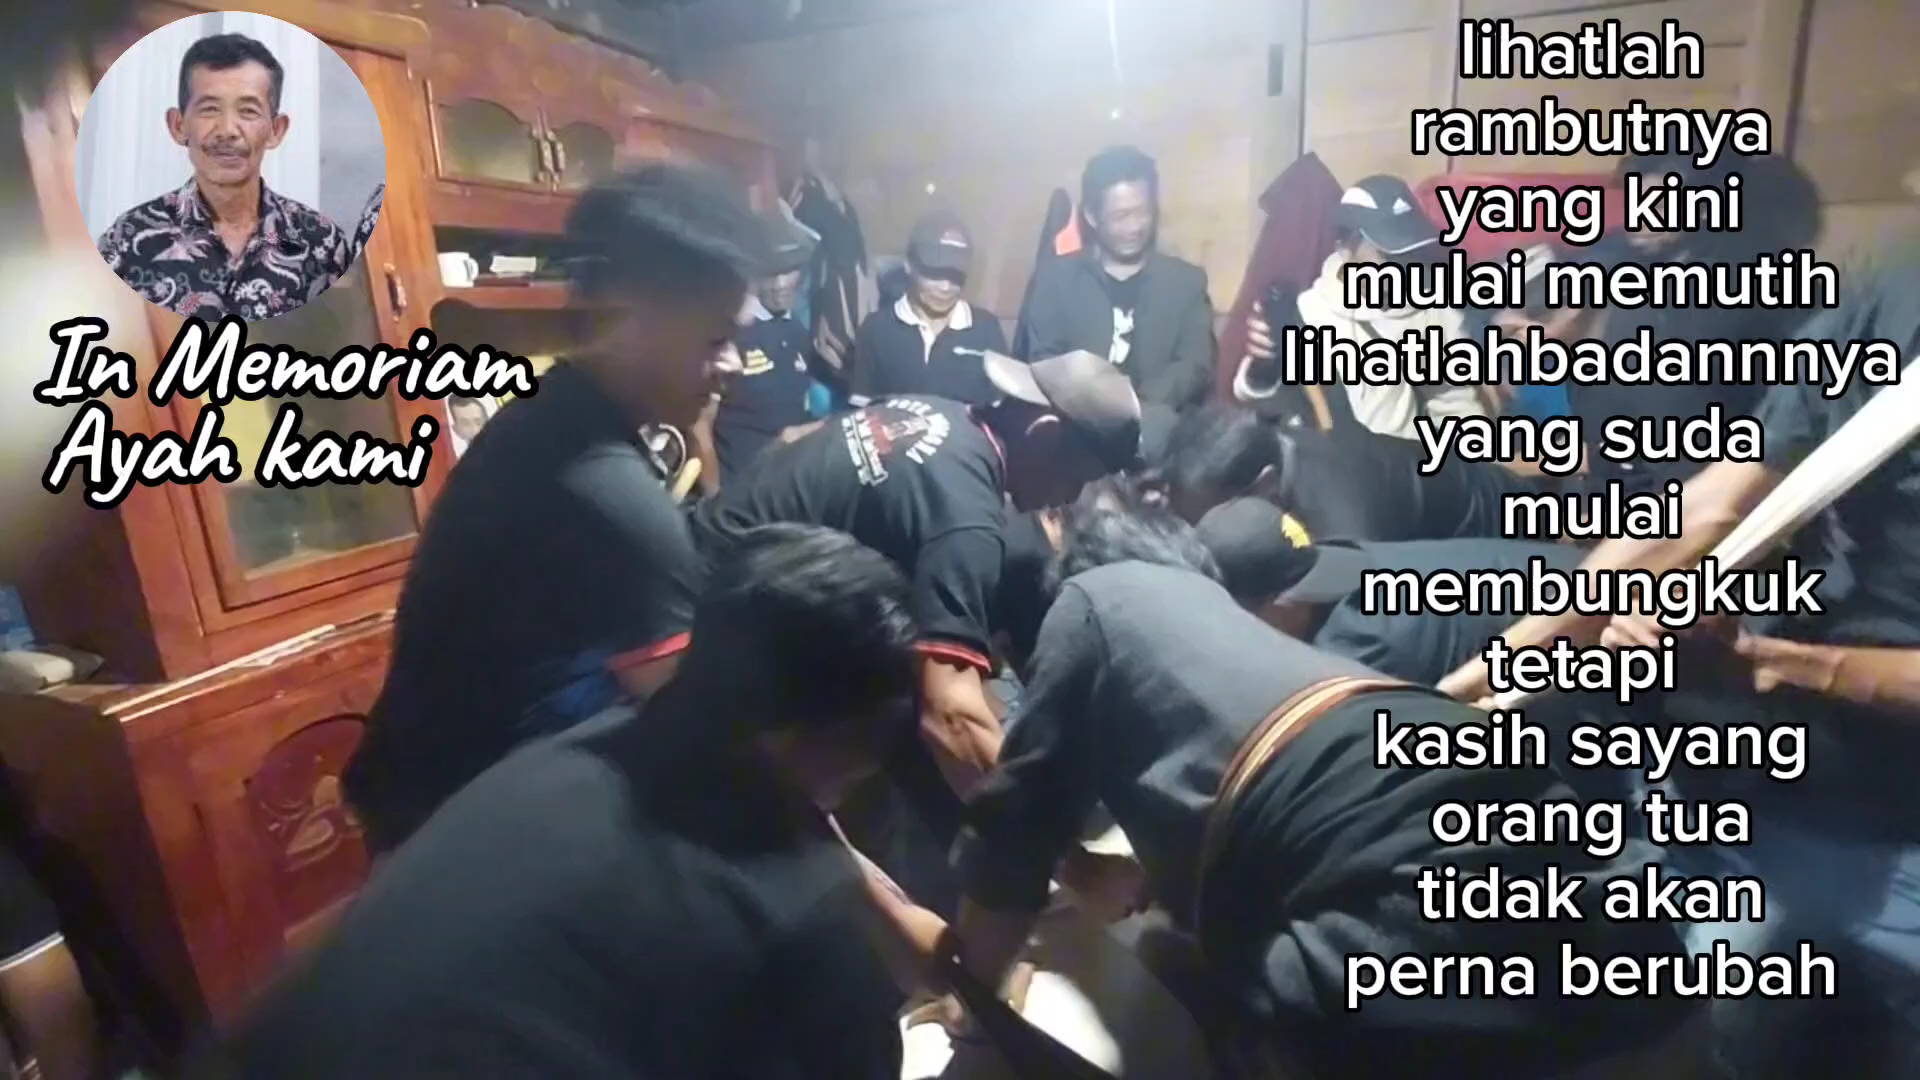 In Memoriam
Ayah kami
lihatlah
rambutnya
yang kini
mulai memutih
lihatlahbadannnya
yang suda
mulai
membungkuk
tetapi
kasih sayang
orang tua
tidak akan
perna berubah